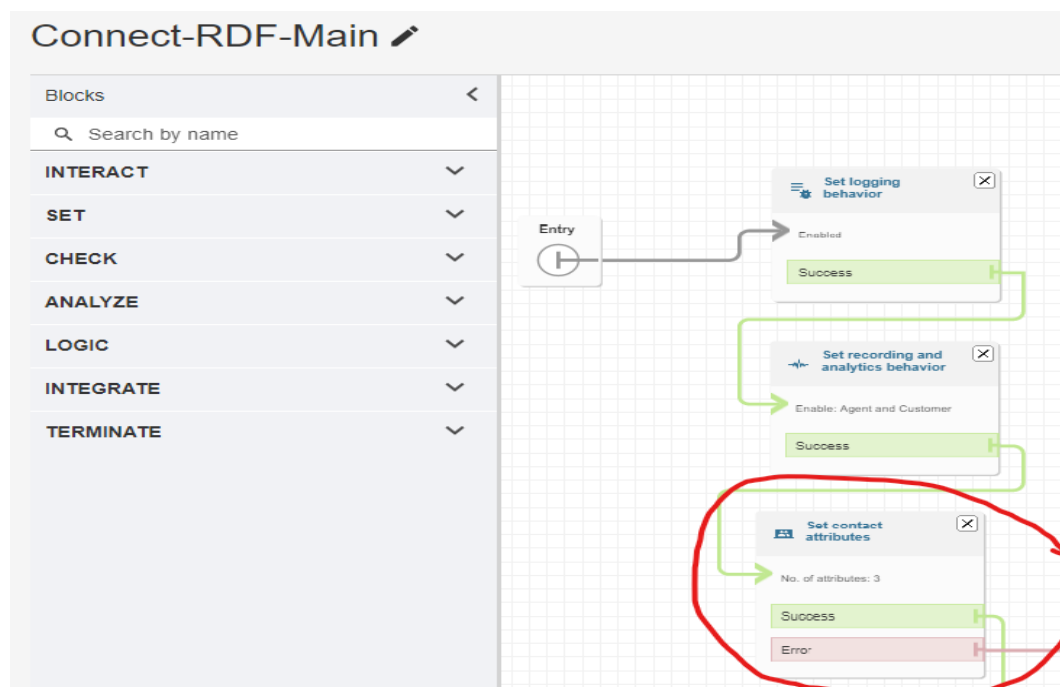 Connect-RDF-Main
Blocks
Search by name
INTERACT
SET
CHECK
ANALYZE
LOGIC
INTEGRATE
TERMINATE
Entry
Set logging
behavior
Enabled
Success
Set recording and
analytics behavior
Enable: Agent and Customer
Success
Set contact
attributes
No. of attributes: 3
Success
Error